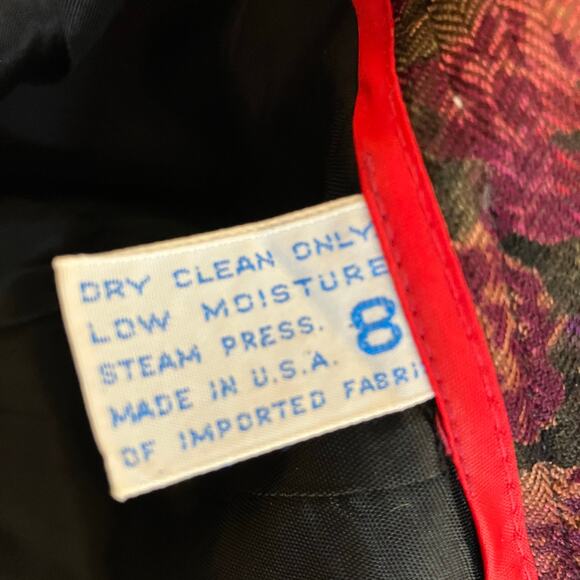 DRY CLEAN ONLY
LOW MOISTURE
STEAM PRESS. 8
MADE IN U.S.A.
OF IMPORTED FABRI